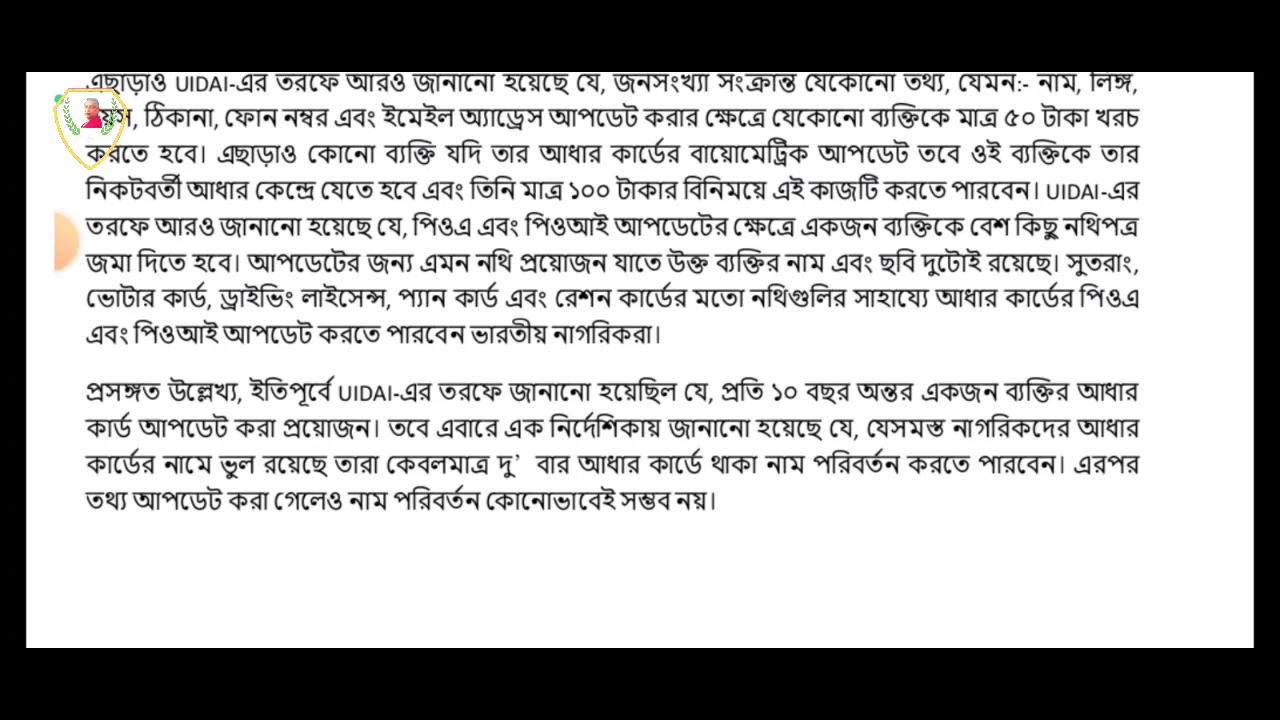 এছাড়াও UIDAI-এর তরফে আরও জানানো হয়েছে যে, জনসংখ্যা সংক্রান্ত যেকোনো তথ্য, যেমন:- নাম, লিঙ্গ,
ঠিকানা, ফোন নম্বর এবং ইমেইল অ্যাড্রেস আপডেট করার ক্ষেত্রে যেকোনো ব্যক্তিকে মাত্র ৫০ টাকা খরচ
করতে হবে। এছাড়াও কোনো ব্যক্তি যদি তার আধার কার্ডের বায়োমেট্রিক আপডেট তবে ওই ব্যক্তিকে তার
নিকটবর্তী আধার কেন্দ্রে যেতে হবে এবং তিনি মাত্র ১০০ টাকার বিনিময়ে এই কাজটি করতে পারবেন। UIDAI-এর
তরফে আরও জানানো হয়েছে যে, পিওএ এবং পিওআই আপডেটের ক্ষেত্রে একজন ব্যক্তিকে বেশ কিছু নথিপত্র
জমা দিতে হবে। আপডেটের জন্য এমন নথি প্রয়োজন যাতে উক্ত ব্যক্তির নাম এবং ছবি দুটোই রয়েছে। সুতরাং,
ভোটার কার্ড, ড্রাইভিং লাইসেন্স, প্যান কার্ড এবং রেশন কার্ডের মতো নথিগুলির সাহায্যে আধার কার্ডের পিওএ
এবং পিওআই আপডেট করতে পারবেন ভারতীয় নাগরিকরা।
প্রসঙ্গত উল্লেখ্য, ইতিপূর্বে UIDAI-এর তরফে জানানো হয়েছিল যে, প্রতি ১০ বছর অন্তর একজন ব্যক্তির আধার
কার্ড আপডেট করা প্রয়োজন। তবে এবারে এক নির্দেশিকায় জানানো হয়েছে যে, যেসমস্ত নাগরিকদের আধার
কার্ডের নামে ভুল রয়েছে তারা কেবলমাত্র দু’ বার আধার কার্ডে থাকা নাম পরিবর্তন করতে পারবেন। এরপর
তথ্য আপডেট করা গেলেও নাম পরিবর্তন কোনোভাবেই সম্ভব নয়।